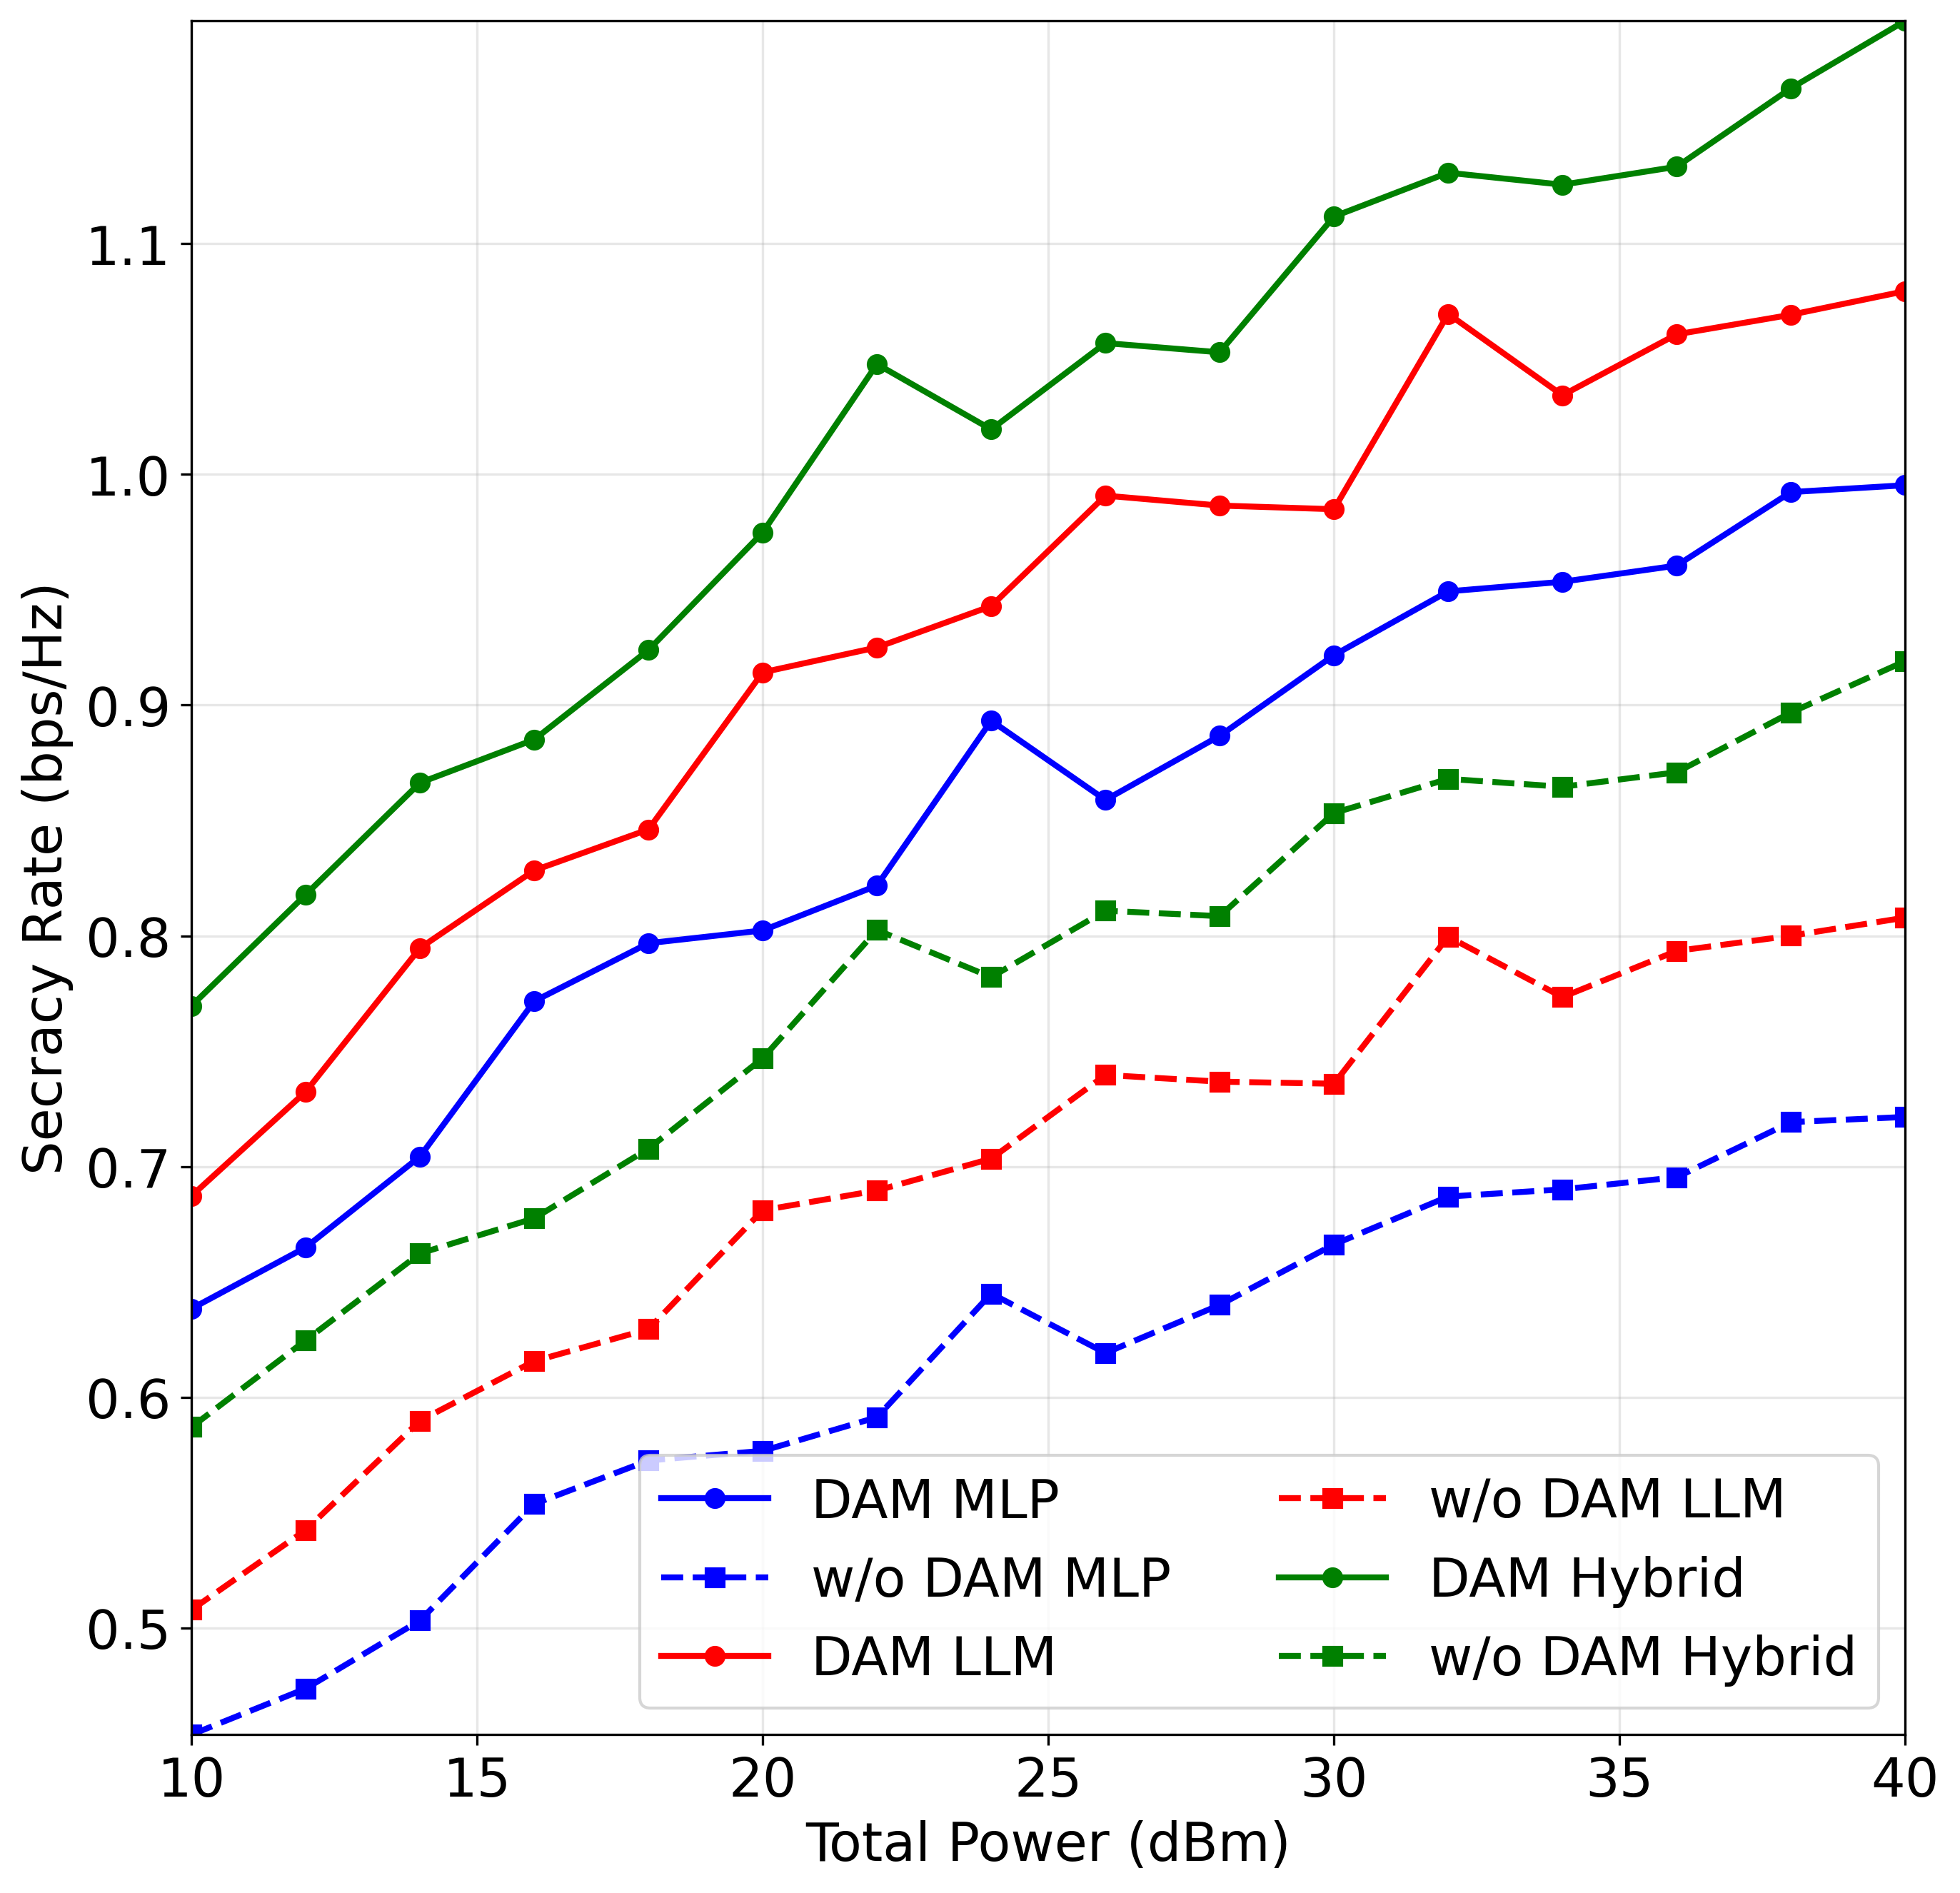 1.1
1.0
0.9
0.8
0.7
0.6
0.5
Secracy Rate (bps/Hz)
DAM MLP
w/o DAM MLP
DAM LLM
w/o DAM LLM
DAM Hybrid
w/o DAM Hybrid
10 15 20 25 30 35 40
Total Power (dBm)